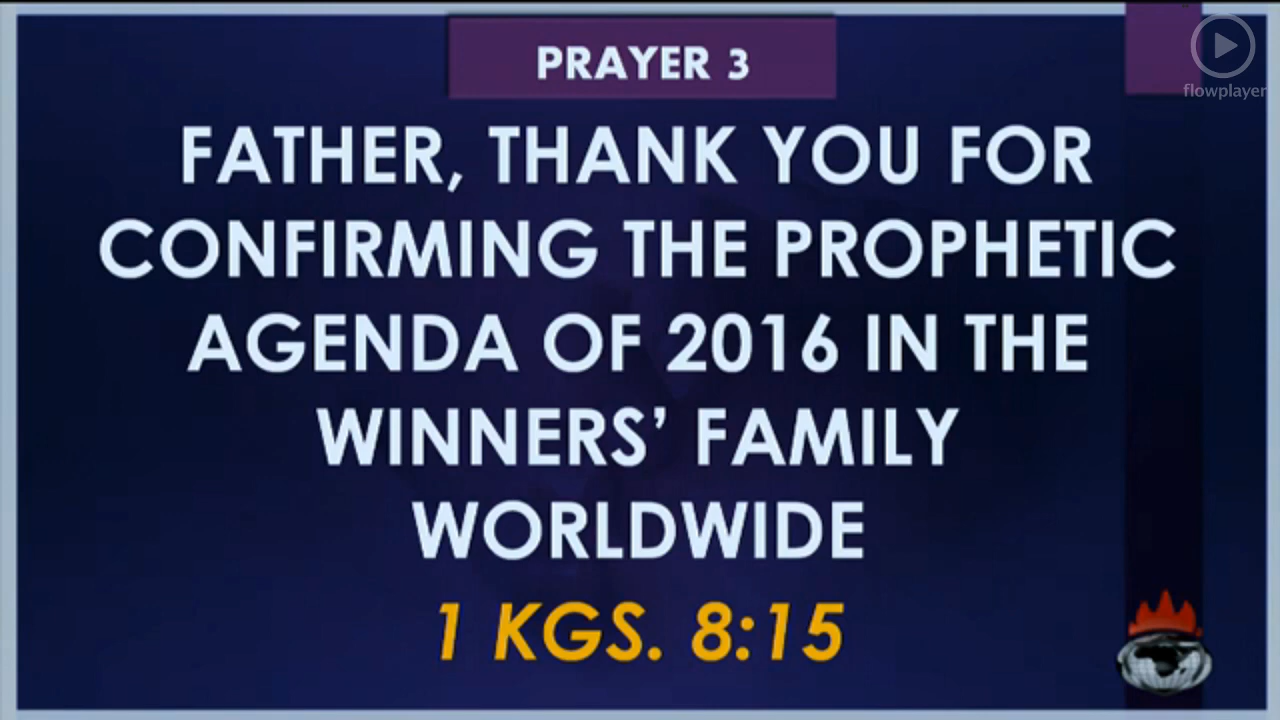 PRAYER 3
flowplayer
FATHER, THANK YOU FOR
CONFIRMING THE PROPHETIC
AGENDA OF 2016 IN THE
WINNERS’ FAMILY
WORLDWIDE
1 KGS. 8:15